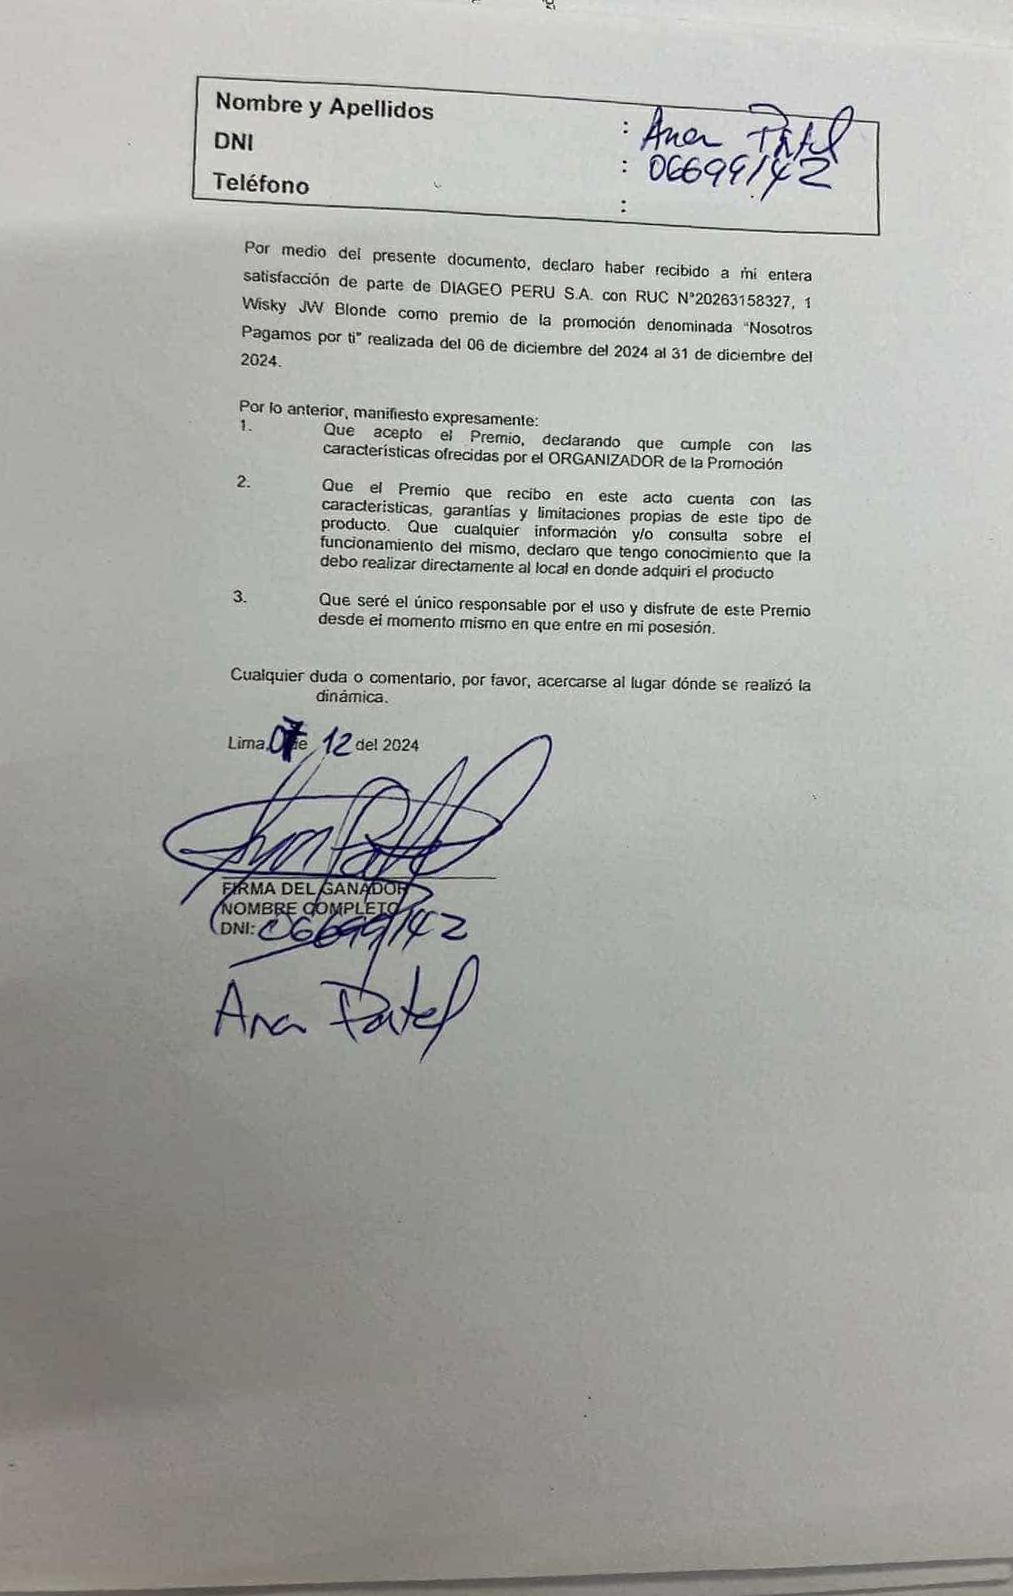 Nombre y Apellidos : Ana Patel
DNI : 06699142
Teléfono :
Por medio del presente documento, declaro haber recibido a mi entera
satisfacción de parte de DIAGEO PERU S.A. con RUC N°20263158327, 1
Wisky JW Blonde como premio de la promoción denominada "Nosotros
Pagamos por ti" realizada del 06 de diciembre del 2024 al 31 de diciembre del
2024.
Por lo anterior, manifiesto expresamente:
1. Que acepto el Premio, declarando que cumple con las
características ofrecidas por el ORGANIZADOR de la Promoción
2. Que el Premio que recibo en este acto cuenta con las
características, garantías y limitaciones propias de este tipo de
producto. Que cualquier información y/o consulta sobre el
funcionamiento del mismo, declaro que tengo conocimiento que la
debo realizar directamente al local en donde adquirí el producto
3. Que seré el único responsable por el uso y disfrute de este Premio
desde el momento mismo en que entre en mi posesión.
Cualquier duda o comentario, por favor, acercarse al lugar dónde se realizó la
dinámica.
Lima, 07 de 12 del 2024
FIRMA DEL GANADOR
NOMBRE COMPLETO
DNI: 06699142
Ana Patel